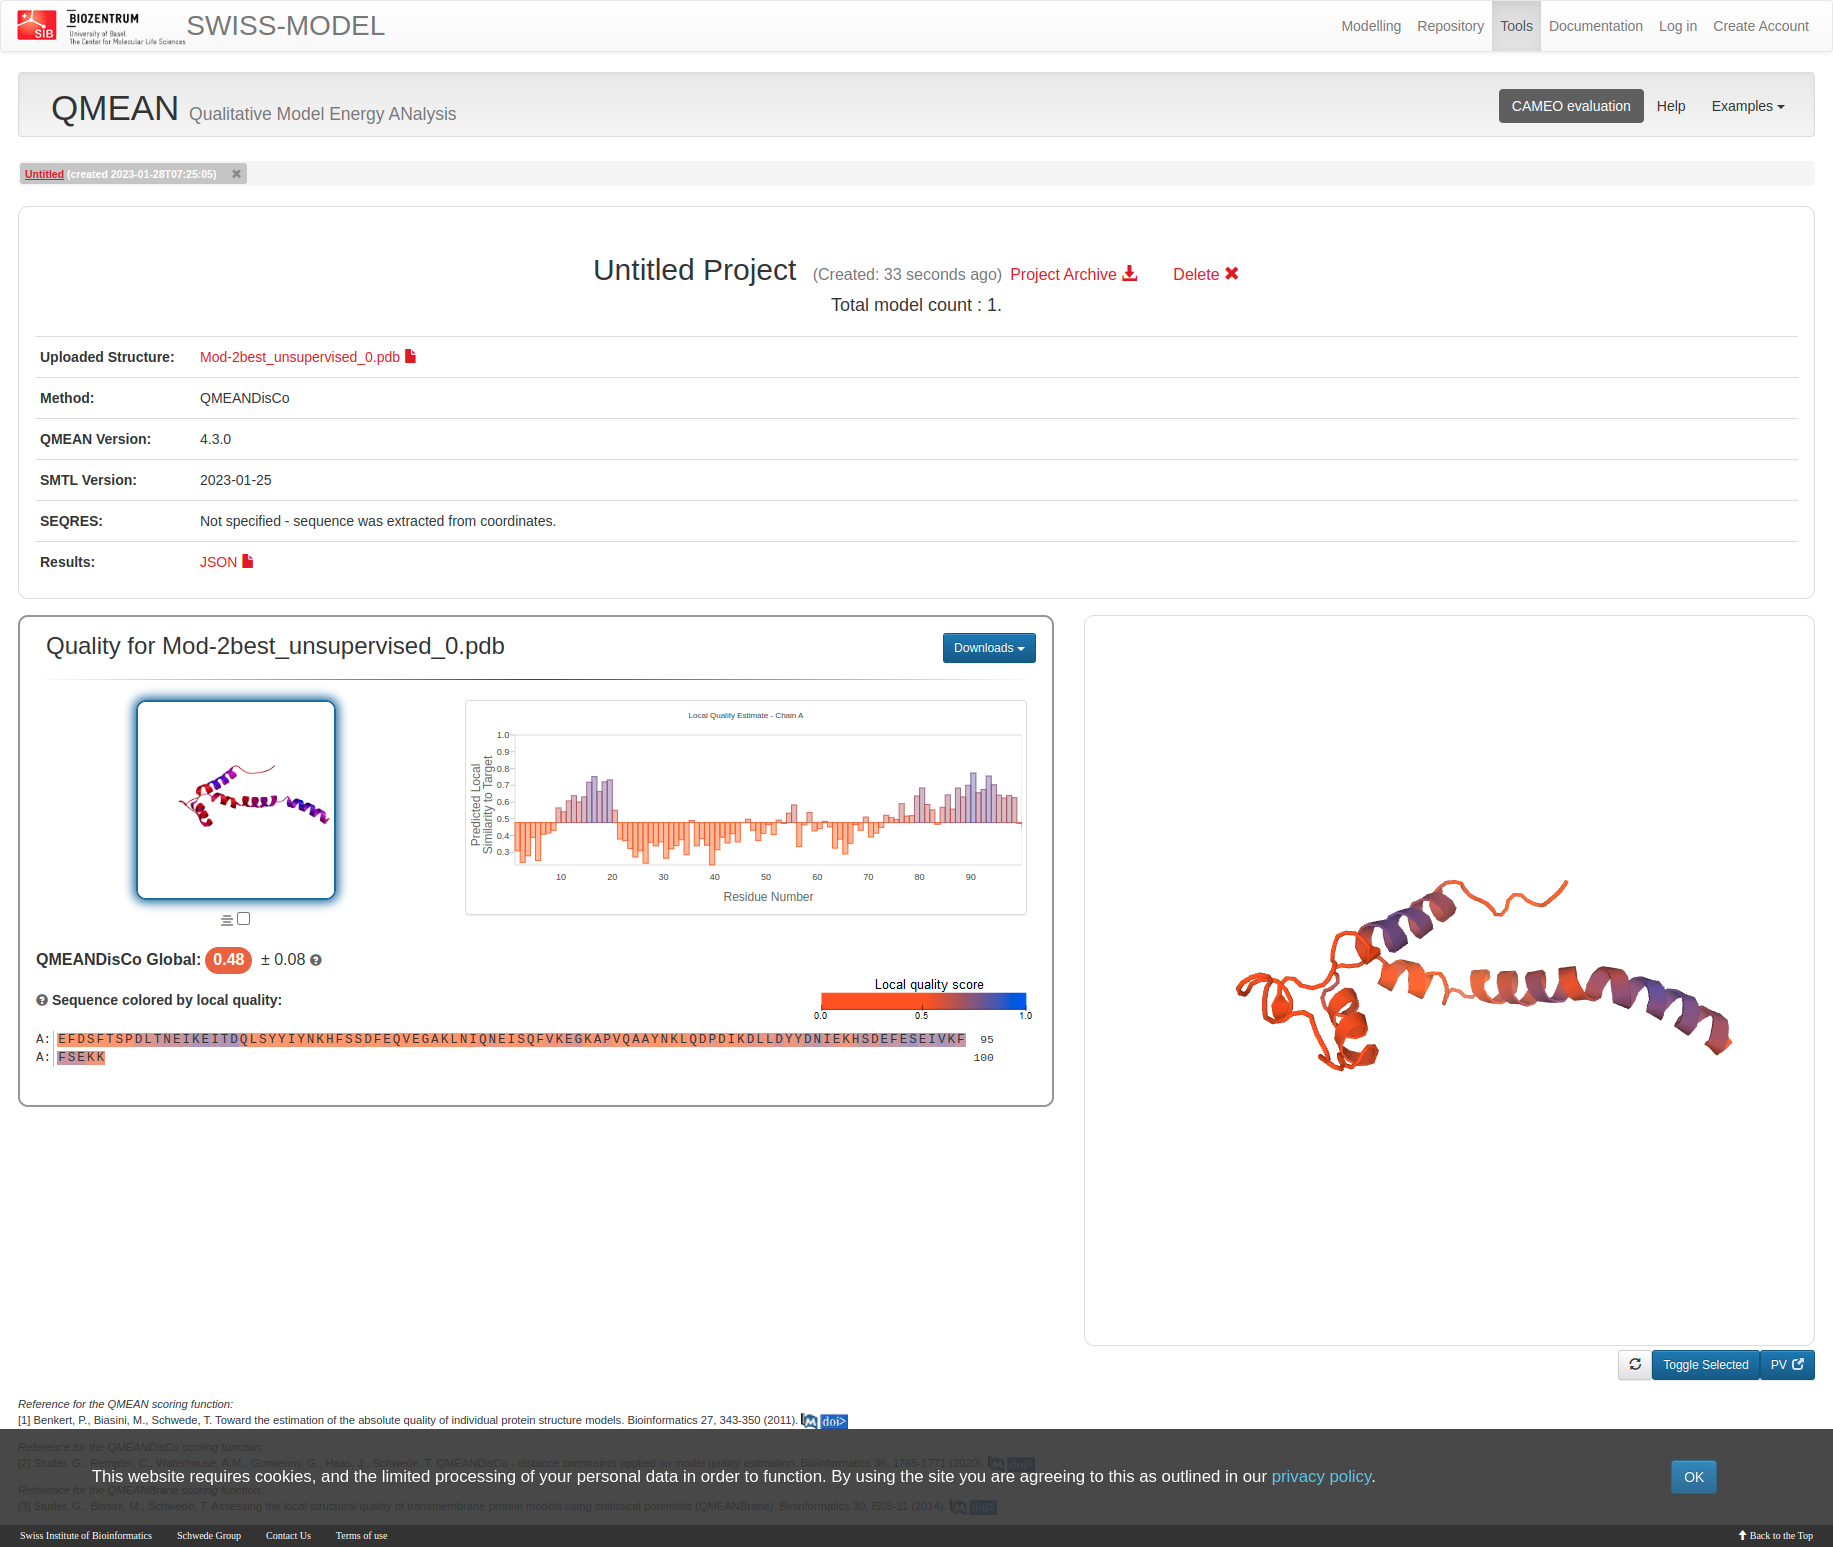 SIB
BIOZENTRUM
University of Basel
The Center for Molecular Life Sciences
SWISS-MODEL
Modelling Repository Tools Documentation Log in Create Account
QMEAN Qualitative Model Energy ANalysis
CAMEO evaluation Help Examples
Untitled (created 2023-01-28T07:25:05)
Untitled Project (Created: 33 seconds ago) Project Archive Delete
Total model count : 1.
Uploaded Structure: Mod-2best_unsupervised_0.pdb
Method: QMEANDisCo
QMEAN Version: 4.3.0
SMTL Version: 2023-01-25
SEQRES: Not specified - sequence was extracted from coordinates.
Results: JSON
Quality for Mod-2best_unsupervised_0.pdb
Downloads
Local Quality Estimate - Chain A
Predicted Local
Similarity to Target
1.0
0.9
0.8
0.7
0.6
0.5
0.4
0.3
10 20 30 40 50 60 70 80 90
Residue Number
QMEANDisCo Global: 0.48 ± 0.08
Sequence colored by local quality:
Local quality score
0.0 0.5 1.0
A: EFDSFTSPDLTNEIKEITDQLSYYIYNKHFSSDFEQVEGAKLNIQNEISQFVKEGKAPVQAAYNKLQDPDIKDLLDYYDNIEKHSDEFESEIVKF 95
A: FSEKK 100
Toggle Selected PV
Reference for the QMEAN scoring function:
[1] Benkert, P., Biasini, M., Schwede, T. Toward the estimation of the absolute quality of individual protein structure models. Bioinformatics 27, 343-350 (2011). doi>
Reference for the QMEANDisCo scoring function:
[2] Studer, G., Rempfer, C., Waterhouse, A.M., Gumienny, G., Haas, J., Schwede, T. QMEANDisCo - distance constraints applied on model quality estimation. Bioinformatics 36, 1765-1771 (2020). doi>
This website requires cookies, and the limited processing of your personal data in order to function. By using the site you are agreeing to this as outlined in our privacy policy.
OK
Reference for the QMEANBrane scoring function:
[3] Studer, G., Biasini, M., Schwede, T. Assessing the local structural quality of transmembrane protein models using statistical potentials (QMEANBrane). Bioinformatics 30, i505-11 (2014). doi>
Swiss Institute of Bioinformatics Schwede Group Contact Us Terms of use Back to the Top